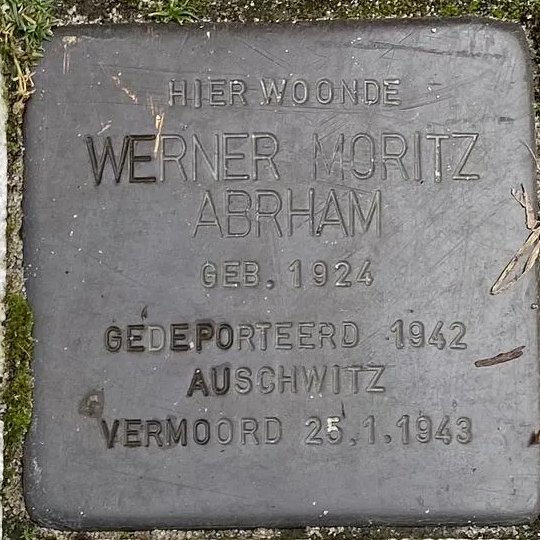 HIER WOONDE
WERNER MORITZ
ABRHAM
GEB. 1924
GEDEPORTEERD 1942
AUSCHWITZ
VERMOORD 25.1.1943